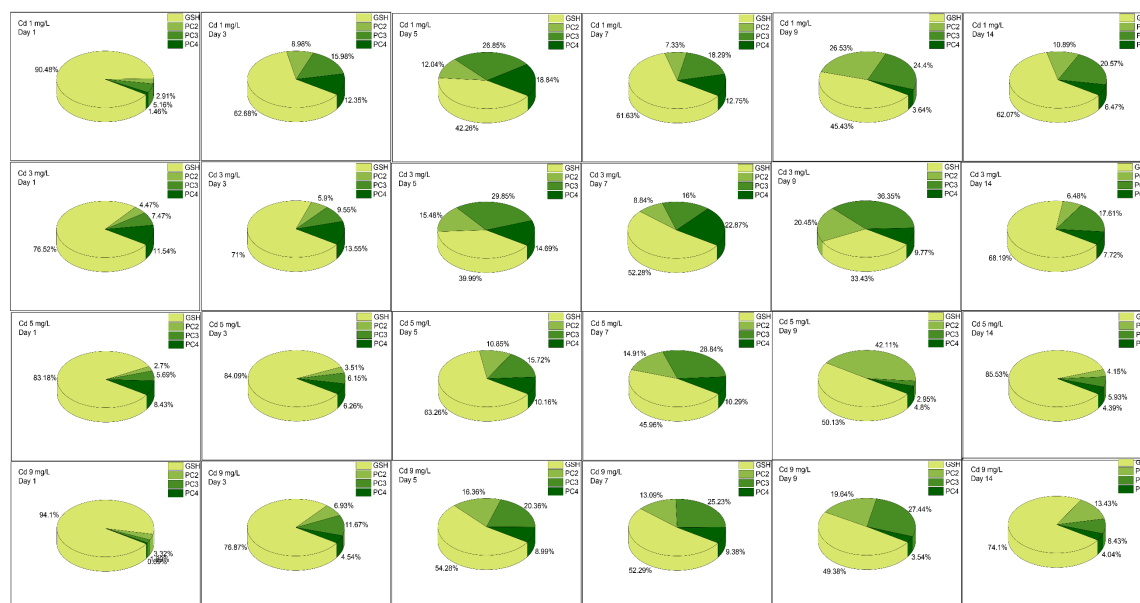 Cd 1 mg/L
Day 1
GSH
PC2
PC3
PC4
90.48%
2.91%
5.16%
1.46%
Cd 1 mg/L
Day 3
GSH
PC2
PC3
PC4
8.98%
15.98%
12.35%
62.68%
Cd 1 mg/L
Day 5
GSH
PC2
PC3
PC4
26.85%
12.04%
18.84%
42.26%
Cd 1 mg/L
Day 7
GSH
PC2
PC3
PC4
7.33%
18.29%
12.75%
61.63%
Cd 1 mg/L
Day 9
GSH
PC2
PC3
PC4
26.53%
24.4%
3.64%
45.43%
Cd 1 mg/L
Day 14
10.89%
20.57%
6.47%
62.07%
Cd 3 mg/L
Day 1
GSH
PC2
PC3
PC4
4.47%
7.47%
11.54%
76.52%
Cd 3 mg/L
Day 3
GSH
PC2
PC3
PC4
5.9%
9.55%
13.55%
71%
Cd 3 mg/L
Day 5
GSH
PC2
PC3
PC4
29.85%
15.48%
14.69%
39.99%
Cd 3 mg/L
Day 7
GSH
PC2
PC3
PC4
8.84%
16%
22.87%
52.28%
Cd 3 mg/L
Day 9
GSH
PC2
PC3
PC4
36.35%
20.45%
9.77%
33.43%
Cd 3 mg/L
Day 14
6.48%
17.61%
7.72%
68.19%
Cd 5 mg/L
Day 1
GSH
PC2
PC3
PC4
2.7%
5.69%
8.43%
83.18%
Cd 5 mg/L
Day 3
GSH
PC2
PC3
PC4
3.51%
6.15%
6.26%
84.09%
Cd 5 mg/L
Day 5
GSH
PC2
PC3
PC4
10.85%
15.72%
10.16%
63.26%
Cd 5 mg/L
Day 7
GSH
PC2
PC3
PC4
14.91%
28.84%
10.29%
45.96%
Cd 5 mg/L
Day 9
GSH
PC2
PC3
PC4
42.11%
2.95%
4.8%
50.13%
Cd 5 mg/L
Day 14
4.15%
5.93%
4.39%
85.53%
Cd 9 mg/L
Day 1
GSH
PC2
PC3
PC4
94.1%
3.32%
Cd 9 mg/L
Day 3
GSH
PC2
PC3
PC4
6.93%
11.67%
4.54%
76.87%
Cd 9 mg/L
Day 5
GSH
PC2
PC3
PC4
16.36%
20.36%
8.99%
54.28%
Cd 9 mg/L
Day 7
GSH
PC2
PC3
PC4
13.09%
25.23%
9.38%
52.29%
Cd 9 mg/L
Day 9
GSH
PC2
PC3
PC4
19.64%
27.44%
3.54%
49.38%
Cd 9 mg/L
Day 14
13.43%
8.43%
4.04%
74.1%